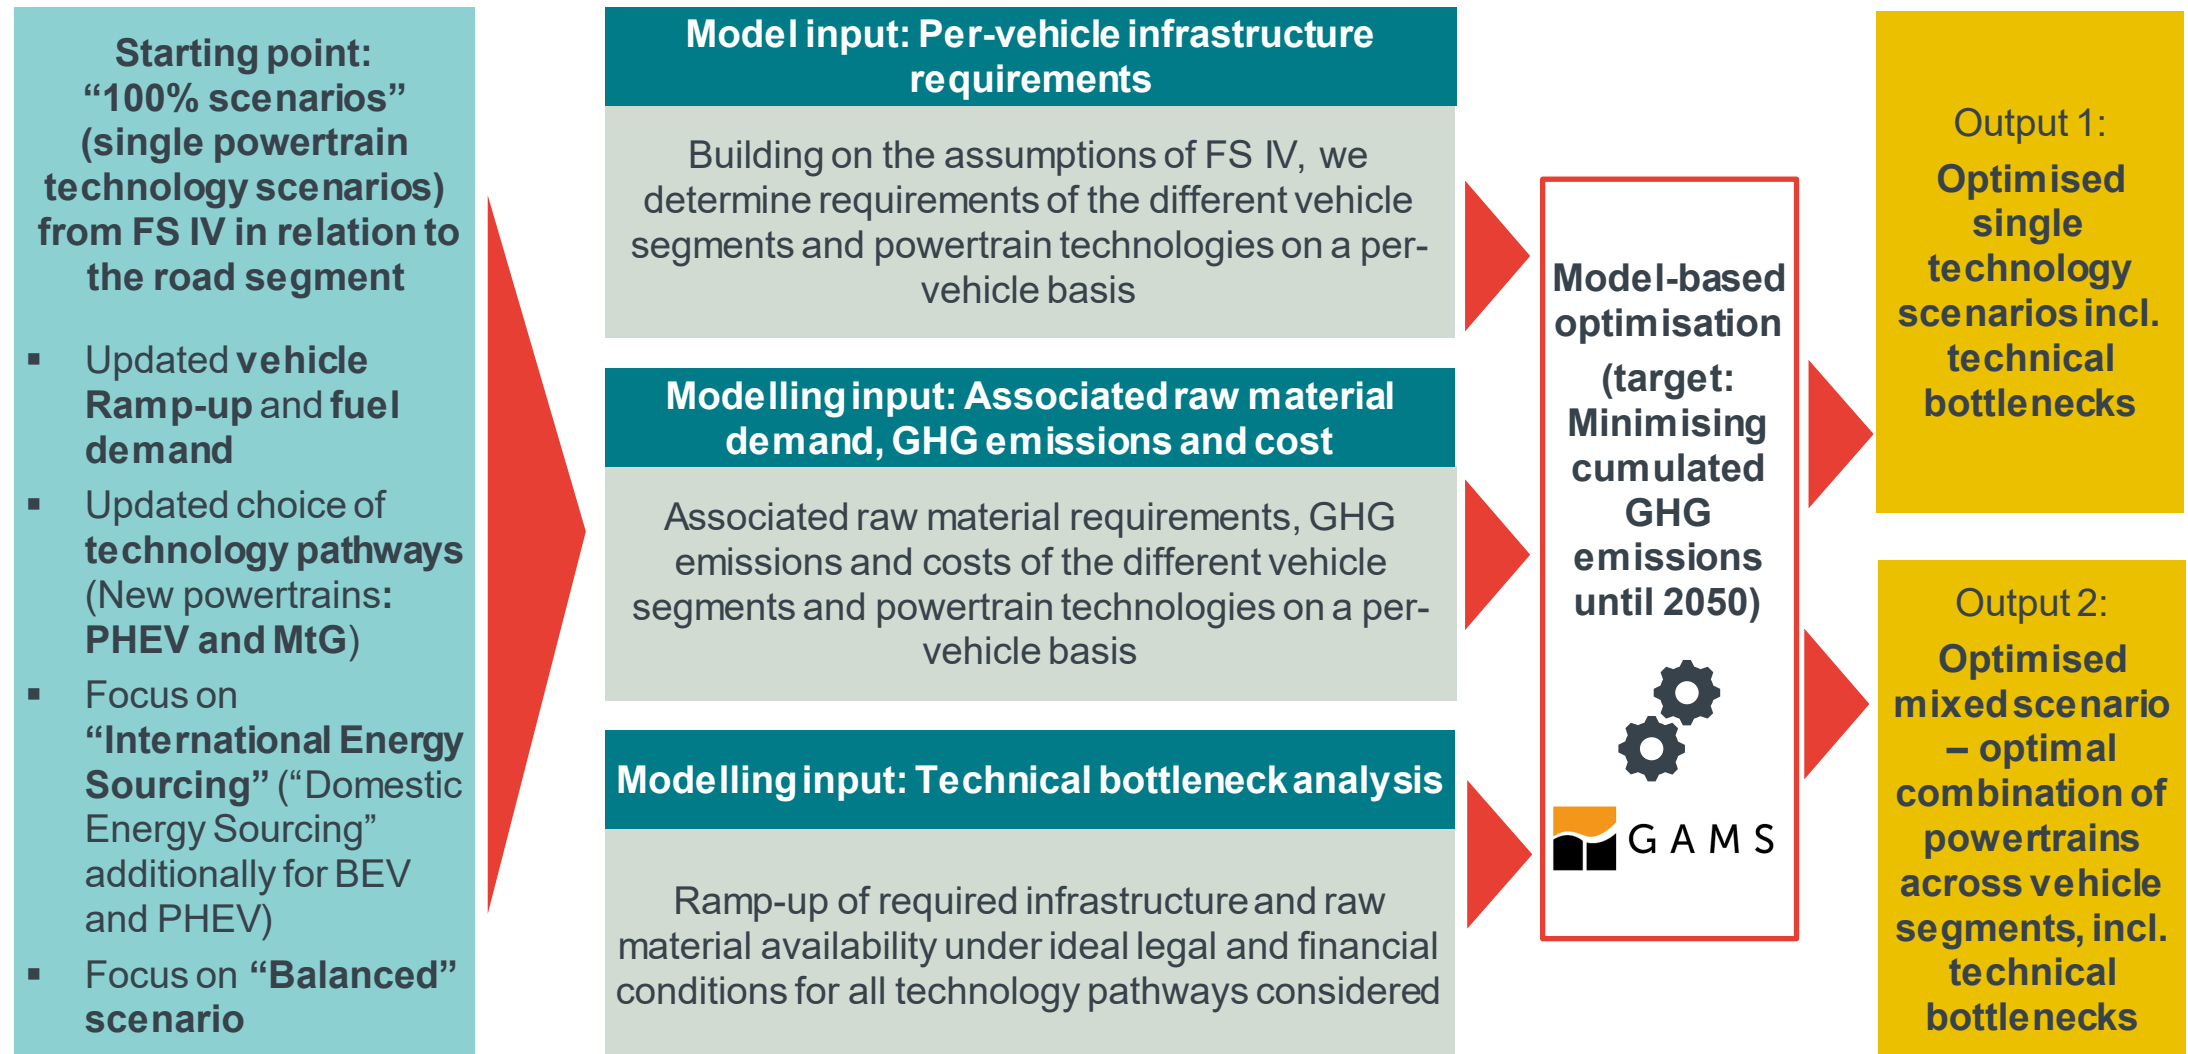 Starting point:
“100% scenarios”
(single powertrain
technology scenarios)
from FS IV in relation to
the road segment
▪ Updated vehicle
Ramp-up and fuel
demand
▪ Updated choice of
technology pathways
(New powertrains:
PHEV and MtG)
▪ Focus on
“International Energy
Sourcing” (“Domestic
Energy Sourcing”
additionally for BEV
and PHEV)
▪ Focus on “Balanced”
scenario
Model input: Per-vehicle infrastructure
requirements
Building on the assumptions of FS IV, we
determine requirements of the different vehicle
segments and powertrain technologies on a per-
vehicle basis
Modelling input: Associated raw material
demand, GHG emissions and cost
Associated raw material requirements, GHG
emissions and costs of the different vehicle
segments and powertrain technologies on a per-
vehicle basis
Modelling input: Technical bottleneck analysis
Ramp-up of required infrastructure and raw
material availability under ideal legal and financial
conditions for all technology pathways considered
Model-based
optimisation
(target:
Minimising
cumulated
GHG
emissions
until 2050)
GAMS
Output 1:
Optimised
single
technology
scenarios incl.
technical
bottlenecks
Output 2:
Optimised
mixed scenario
– optimal
combination of
powertrains
across vehicle
segments, incl.
technical
bottlenecks